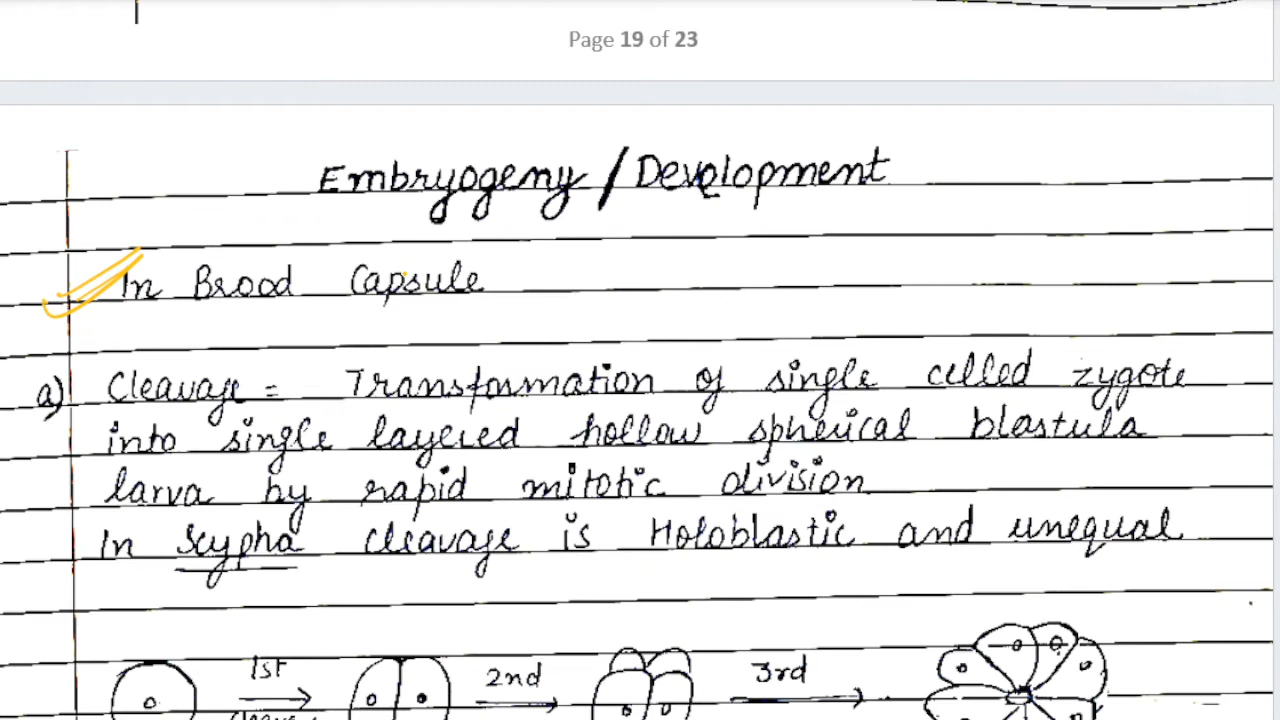 Page 19 of 23
Embryogeny / Development
In Brood Capsule
a) Cleavage = Transformation of single celled zygote
into single layered hollow spherical blastula
larva by rapid mitotic division
In Scypha cleavage is Holoblastic and unequal
1st 2nd 3rd